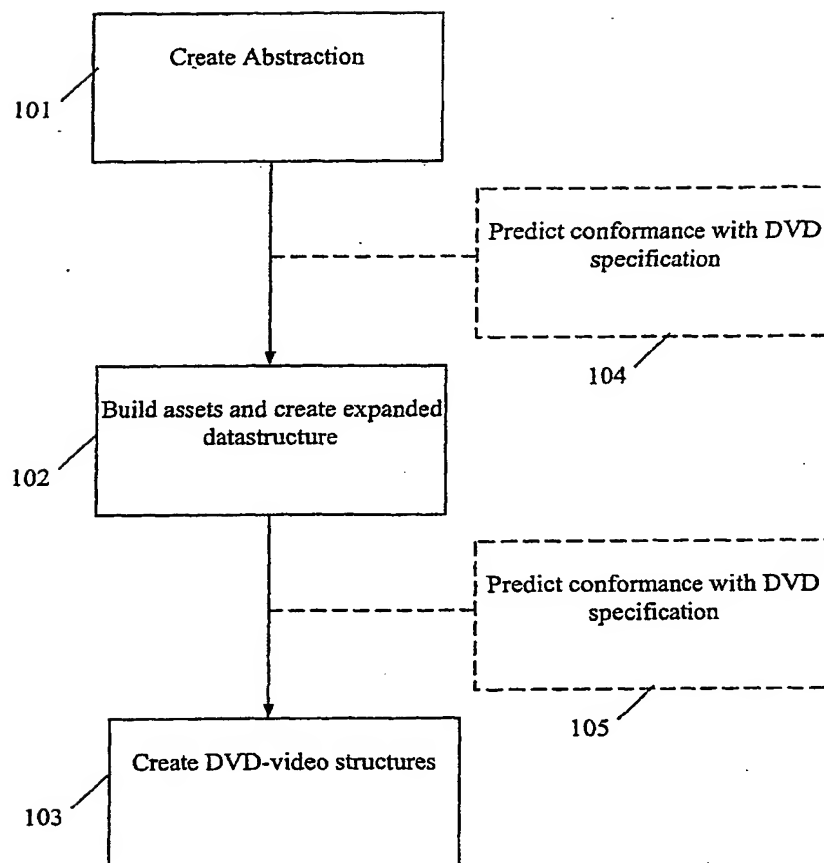 Create Abstraction
101
Predict conformance with DVD
specification
104
Build assets and create expanded
datastructure
102
Predict conformance with DVD
specification
105
Create DVD-video structures
103